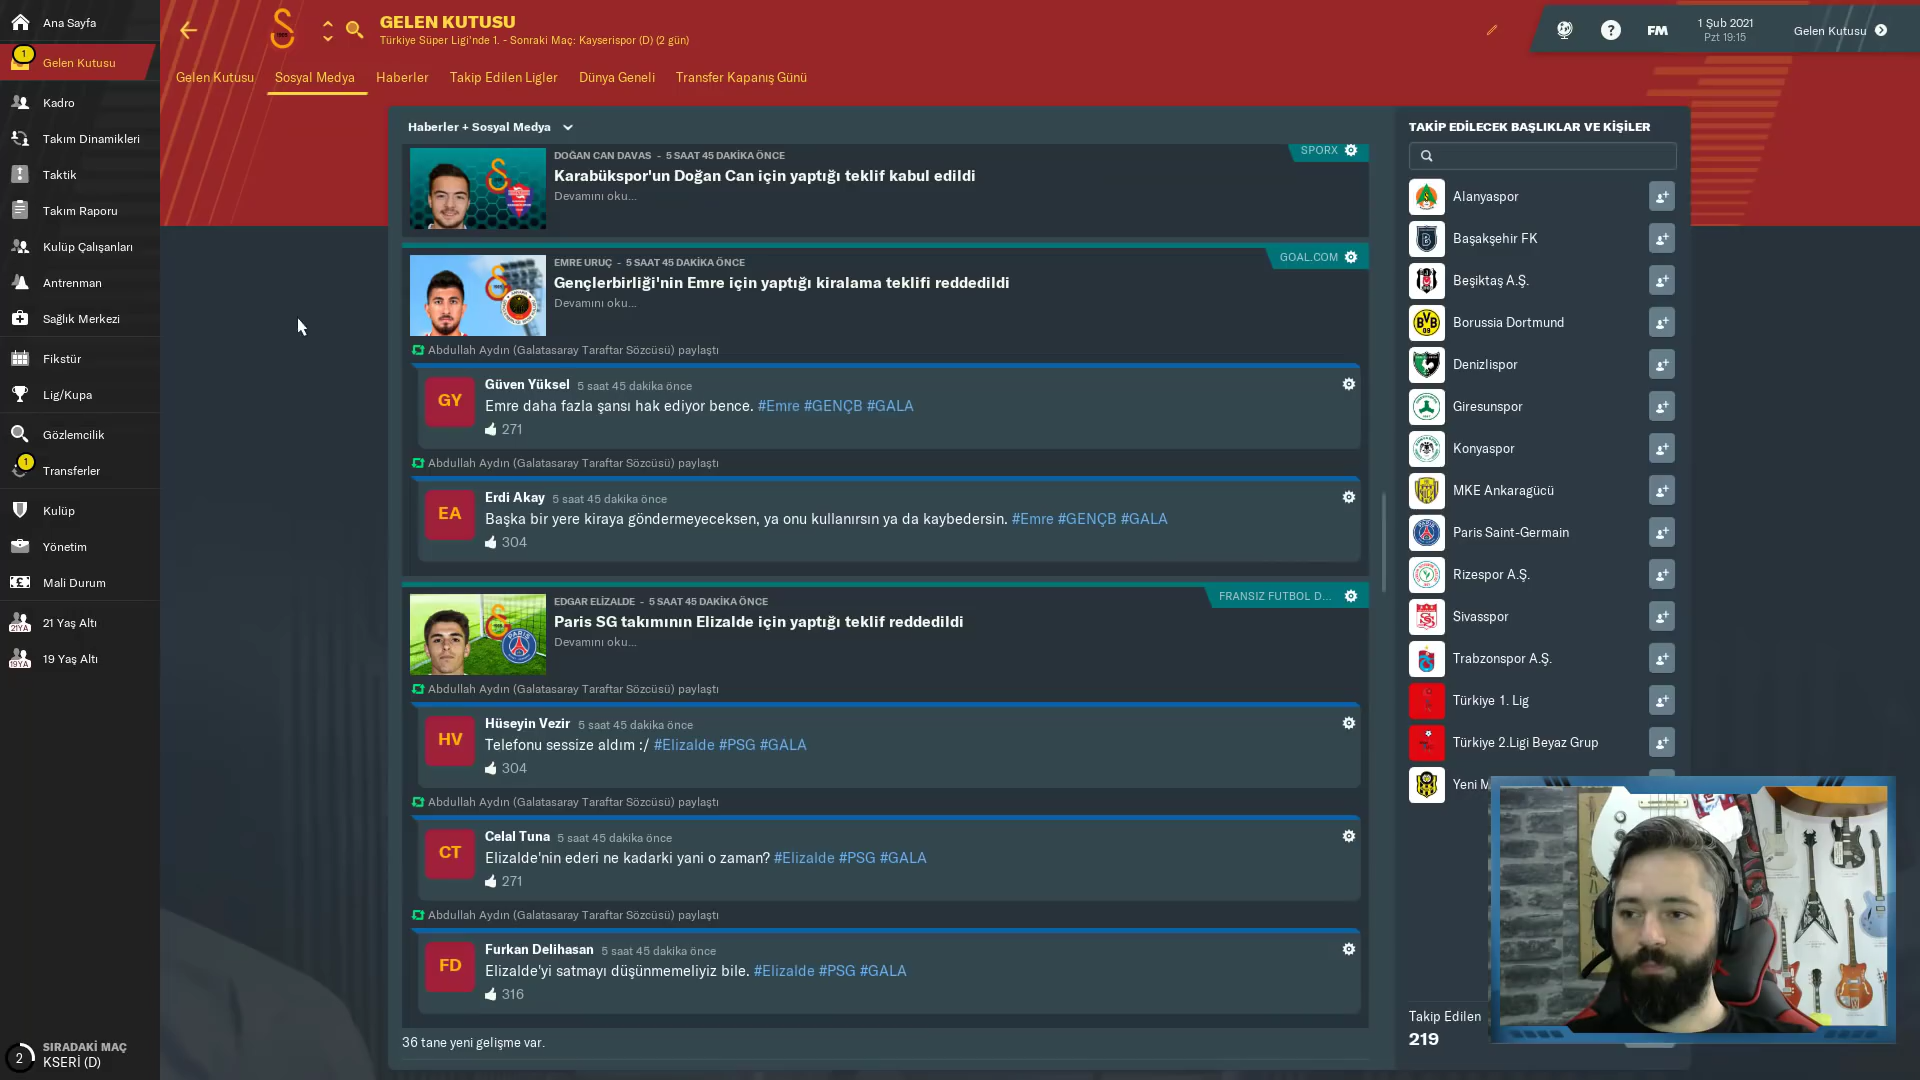 Ana Sayfa
1
Gelen Kutusu
Kadro
Takım Dinamikleri
Taktik
Takım Raporu
Kulüp Çalışanları
Antrenman
Sağlık Merkezi
Fikstür
Lig/Kupa
Gözlemcilik
1
Transferler
Kulüp
Yönetim
Mali Durum
21YA
21 Yaş Altı
19YA
19 Yaş Altı
2
SIRADAKİ MAÇ
KSERİ (D)
GELEN KUTUSU
Türkiye Süper Ligi'nde 1. - Sonraki Maç: Kayserispor (D) (2 gün)
FM
1 Şub 2021
Pzt 19:15
Gelen Kutusu
Gelen Kutusu
Sosyal Medya
Haberler
Takip Edilen Ligler
Dünya Geneli
Transfer Kapanış Günü
Haberler + Sosyal Medya
DOĞAN CAN DAVAS - 5 SAAT 45 DAKİKA ÖNCE
SPORX
Karabükspor'un Doğan Can için yaptığı teklif kabul edildi
Devamını oku...
EMRE URUÇ - 5 SAAT 45 DAKİKA ÖNCE
GOAL.COM
Gençlerbirliği'nin Emre için yaptığı kiralama teklifi reddedildi
Devamını oku...
Abdullah Aydın (Galatasaray Taraftar Sözcüsü) paylaştı
GY
Güven Yüksel 5 saat 45 dakika önce
Emre daha fazla şansı hak ediyor bence. #Emre #GENÇB #GALA
271
Abdullah Aydın (Galatasaray Taraftar Sözcüsü) paylaştı
EA
Erdi Akay 5 saat 45 dakika önce
Başka bir yere kiraya göndermeyeceksen, ya onu kullanırsın ya da kaybedersin. #Emre #GENÇB #GALA
304
EDGAR ELİZALDE - 5 SAAT 45 DAKİKA ÖNCE
FRANSIZ FUTBOL D...
Paris SG takımının Elizalde için yaptığı teklif reddedildi
Devamını oku...
Abdullah Aydın (Galatasaray Taraftar Sözcüsü) paylaştı
HV
Hüseyin Vezir 5 saat 45 dakika önce
Telefonu sessize aldım :/ #Elizalde #PSG #GALA
304
Abdullah Aydın (Galatasaray Taraftar Sözcüsü) paylaştı
CT
Celal Tuna 5 saat 45 dakika önce
Elizalde'nin ederi ne kadarki yani o zaman? #Elizalde #PSG #GALA
271
Abdullah Aydın (Galatasaray Taraftar Sözcüsü) paylaştı
FD
Furkan Delihasan 5 saat 45 dakika önce
Elizalde'yi satmayı düşünmemeliyiz bile. #Elizalde #PSG #GALA
316
36 tane yeni gelişme var.
TAKİP EDİLECEK BAŞLIKLAR VE KİŞİLER
Alanyaspor
Başakşehir FK
Beşiktaş A.Ş.
Borussia Dortmund
Denizlispor
Giresunspor
Konyaspor
MKE Ankaragücü
Paris Saint-Germain
Rizespor A.Ş.
Sivasspor
Trabzonspor A.Ş.
Türkiye 1. Lig
Türkiye 2.Ligi Beyaz Grup
Yeni M
Takip Edilen
219